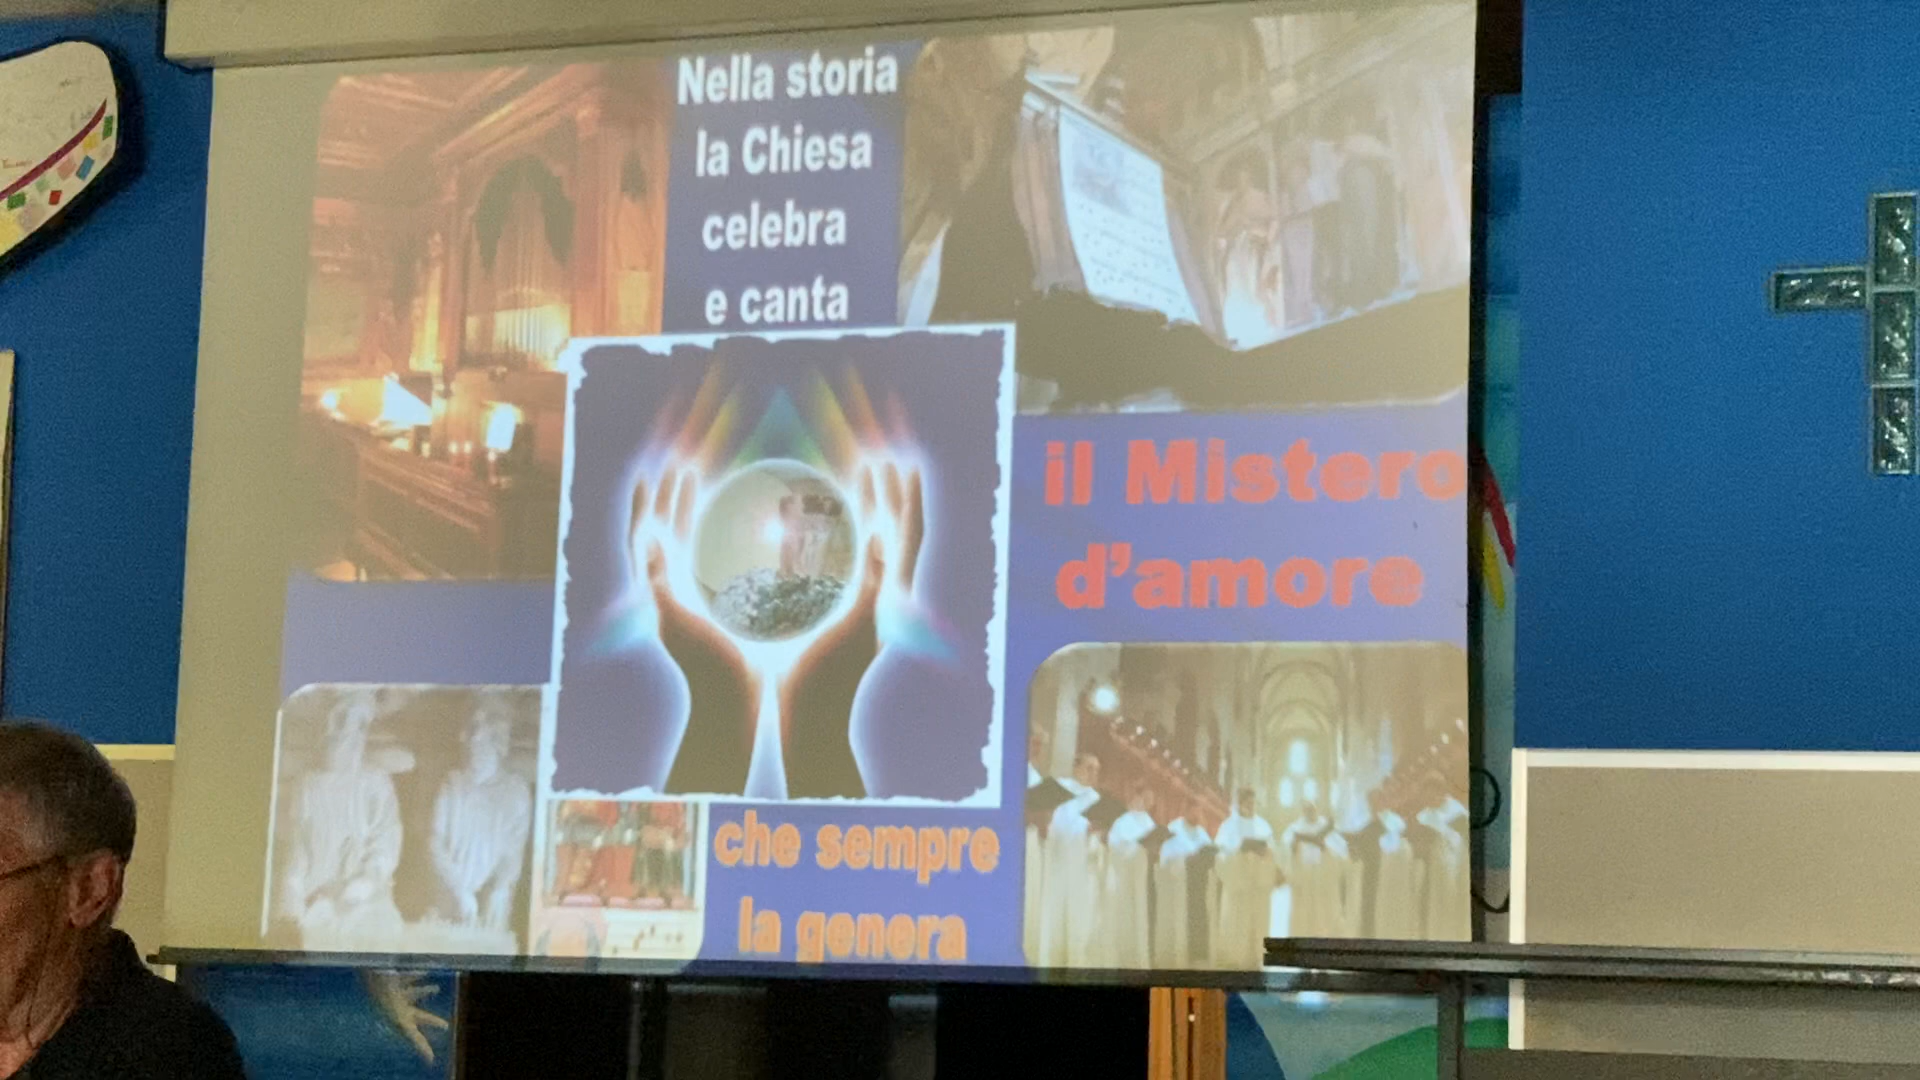 Nella storia
la Chiesa
celebra
e canta
il Mistero
d'amore
che sempre
la genera